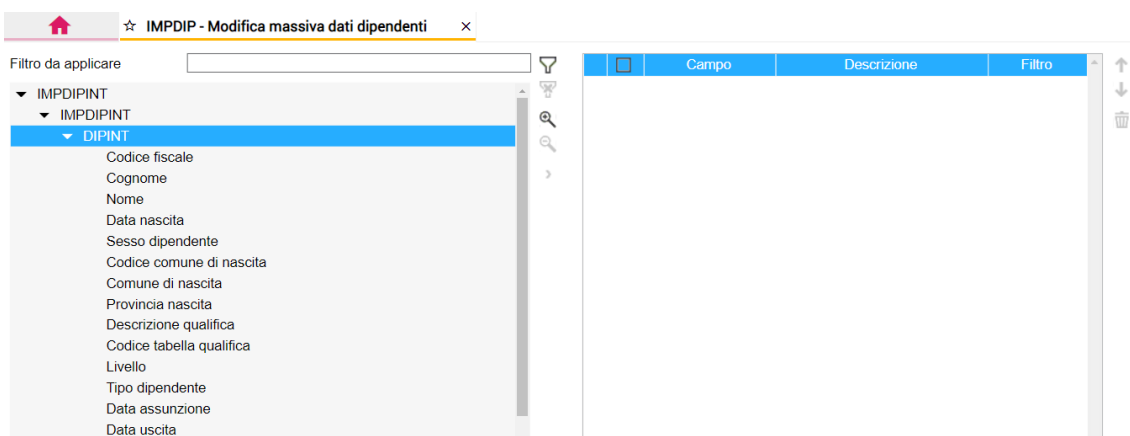 IMPDIP - Modifica massiva dati dipendenti
Filtro da applicare
Campo Descrizione Filtro
IMPDIPINT
IMPDIPINT
DIPINT
Codice fiscale
Cognome
Nome
Data nascita
Sesso dipendente
Codice comune di nascita
Comune di nascita
Provincia nascita
Descrizione qualifica
Codice tabella qualifica
Livello
Tipo dipendente
Data assunzione
Data uscita